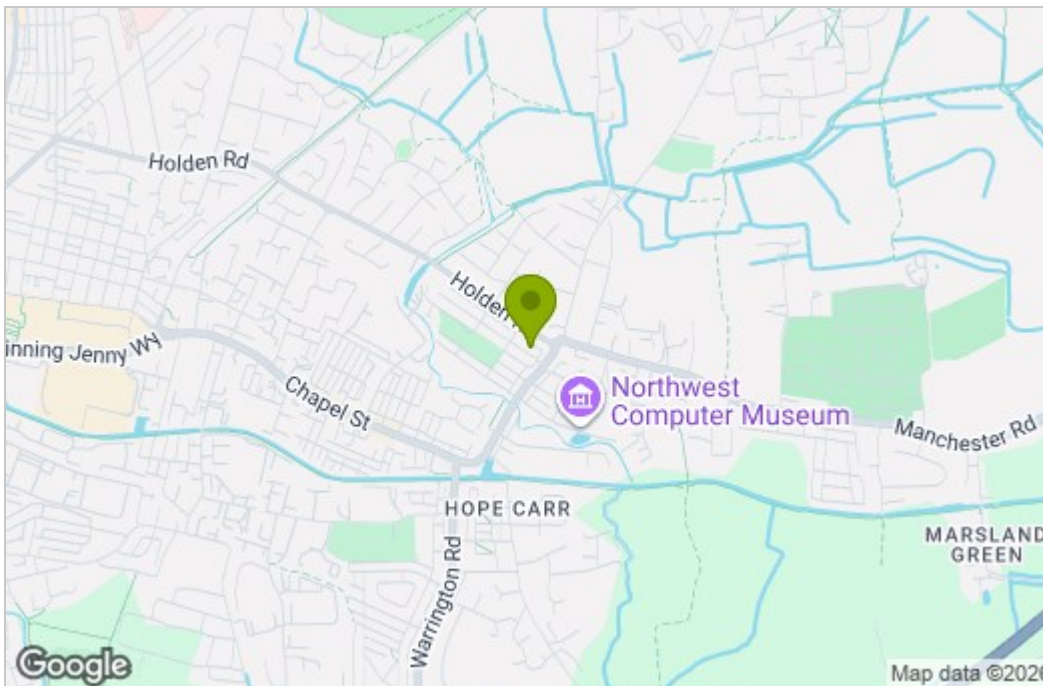 Holden Rd
Holden
inning Jenny Wy
Chapel St
Northwest
Computer Museum
Manchester Rd
HOPE CARR
MARSLAND
GREEN
Warrington Rd
Google
Map data ©2026